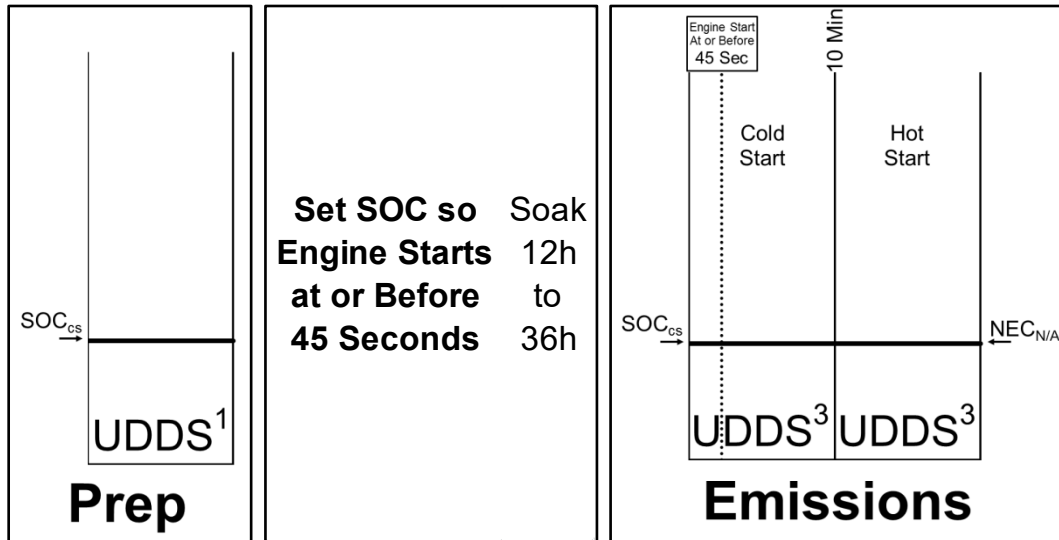 SOCcs
UDDS1
Prep
Set SOC so
Engine Starts
at or Before
45 Seconds
Soak
12h
to
36h
Engine Start
At or Before
45 Sec
10 Min
Cold
Start
Hot
Start
SOCcs
NECN/A
UDDS3
UDDS3
Emissions